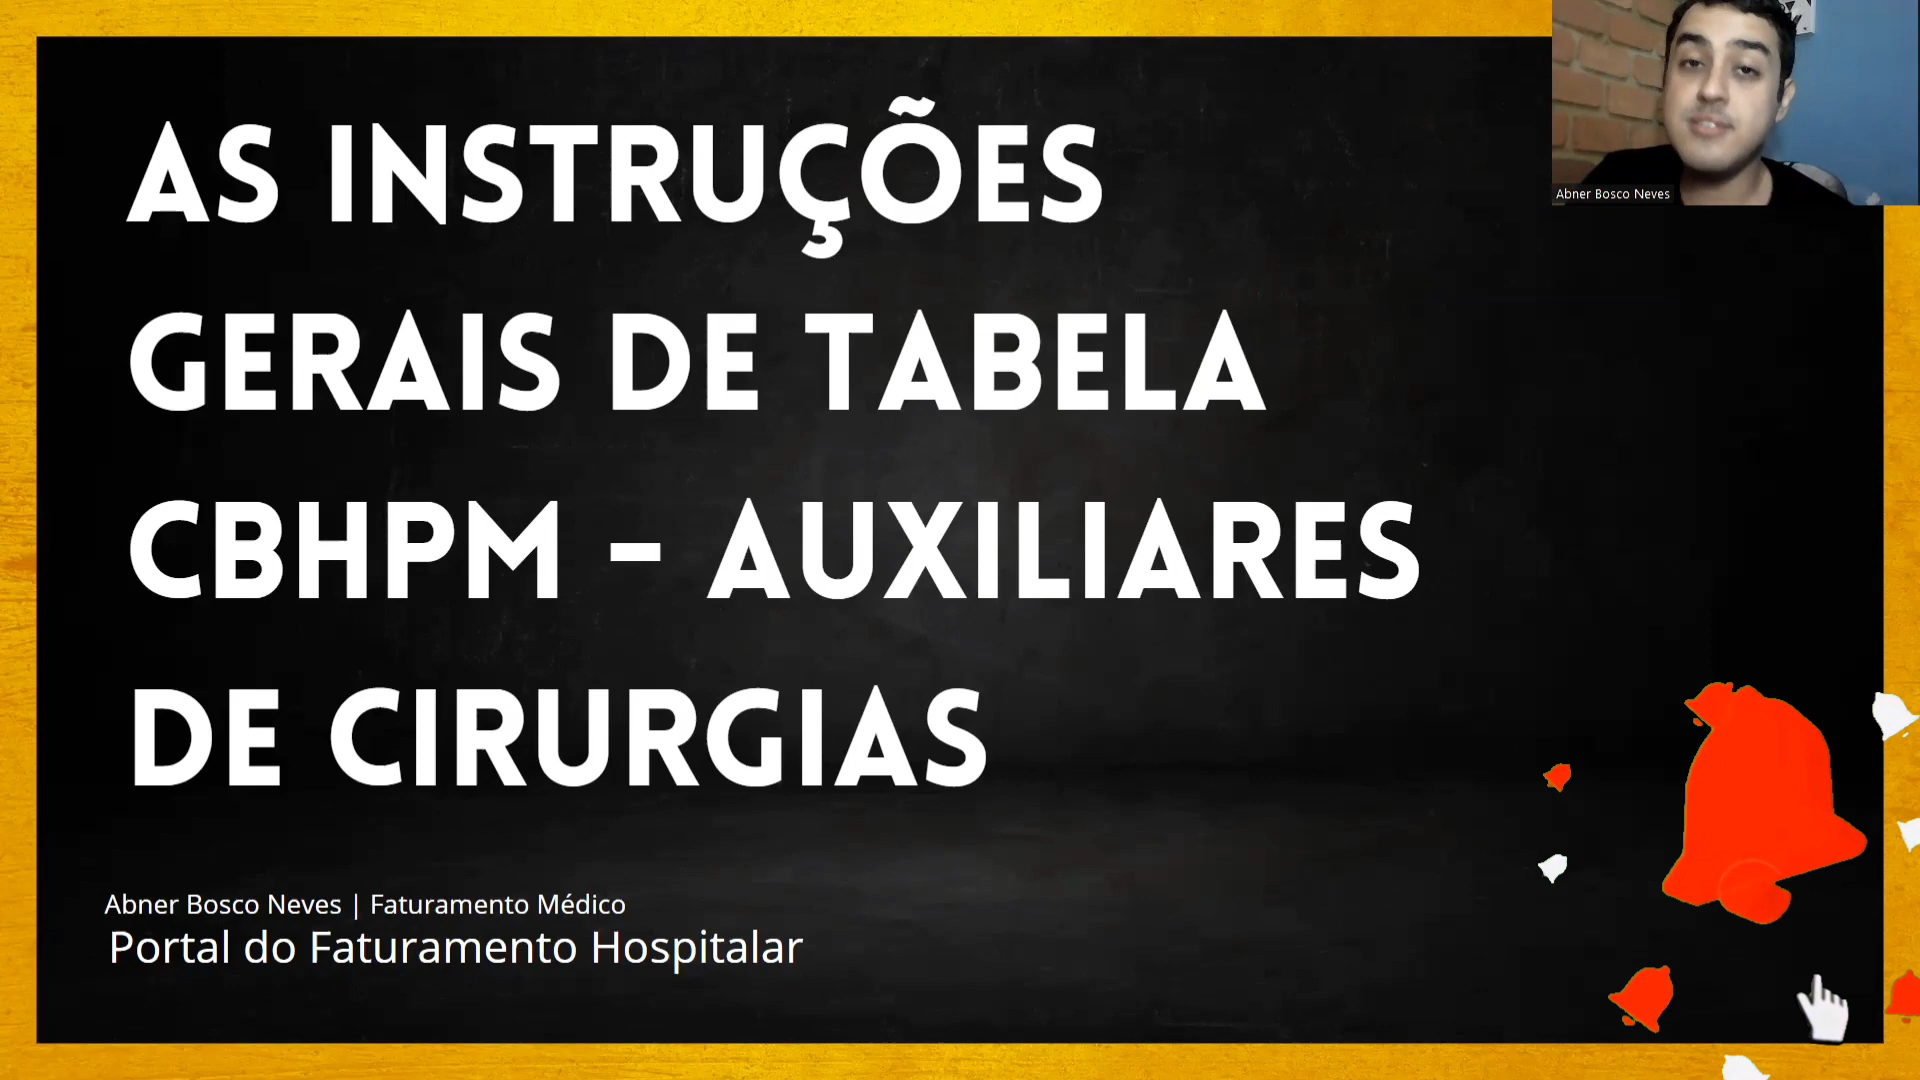 AS INSTRUÇÕES
GERAIS DE TABELA
CBHPM - AUXILIARES
DE CIRURGIAS
Abner Bosco Neves | Faturamento Médico
Portal do Faturamento Hospitalar
Abner Bosco Neves